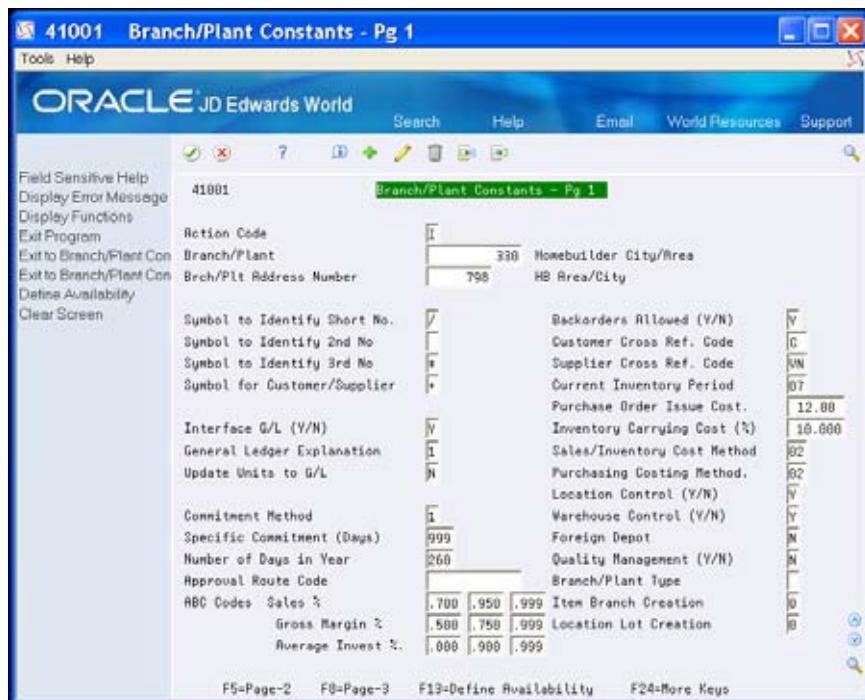 41001 Branch/Plant Constants - Pg 1
Tools Help
ORACLE JD Edwards World
Search Help Email World Resources Support
Field Sensitive Help
Display Error Message
Display Functions
Exit Program
Exit to Branch/Plant Con
Exit to Branch/Plant Con
Define Availability
Clear Screen
41001 Branch/Plant Constants - Pg 1
Action Code I
Branch/Plant 330 Homebuilder City/Area
Brch/Plt Address Number 798 HB Area/City
Symbol to Identify Short No. / Backorders Allowed (Y/N) Y
Symbol to Identify 2nd No Customer Cross Ref. Code C
Symbol to Identify 3rd No * Supplier Cross Ref. Code VN
Symbol for Customer/Supplier + Current Inventory Period 07
Purchase Order Issue Cost. 12.00
Interface G/L (Y/N) Y Inventory Carrying Cost (%) 10.000
General Ledger Explanation 1 Sales/Inventory Cost Method 02
Update Units to G/L N Purchasing Costing Method. 02
Location Control (Y/N) Y
Commitment Method 1 Warehouse Control (Y/N) Y
Specific Commitment (Days) 999 Foreign Depot N
Number of Days in Year 260 Quality Management (Y/N) N
Approval Route Code Branch/Plant Type
ABC Codes Sales % .700 .950 .999 Item Branch Creation 0
Gross Margin % .500 .750 .999 Location Lot Creation 0
Average Invest %. .000 .900 .999
F5=Page-2 F8=Page-3 F13=Define Availability F24=More Keys